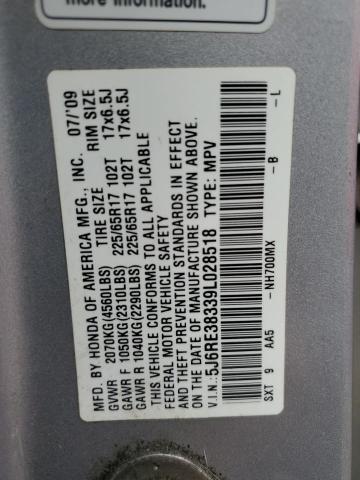 more information.
MFD. BY HONDA OF AMERICA MFG., INC. 07/'09
TIRE SIZE RIM SIZE
GVWR 2070KG(4560LBS)
GAWR F 1050KG(2310LBS) 225/65R17 102T 17x6.5J
GAWR R 1040KG(2290LBS) 225/65R17 102T 17x6.5J
THIS VEHICLE CONFORMS TO ALL APPLICABLE
FEDERAL MOTOR VEHICLE SAFETY
AND THEFT PREVENTION STANDARDS IN EFFECT
ON THE DATE OF MANUFACTURE SHOWN ABOVE.
V.I.N.:5J6RE38339L028518 TYPE: MPV
-NH700MX -B -L
SXT 9 AA5